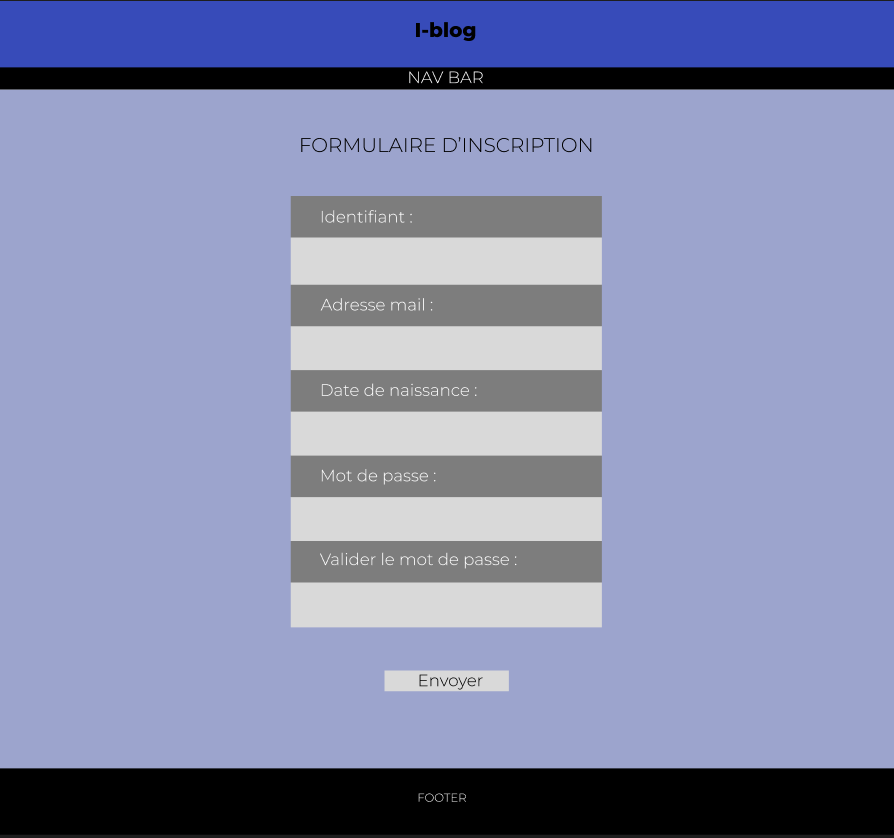 I-blog
NAV BAR
FORMULAIRE D’INSCRIPTION
Identifiant :
Adresse mail :
Date de naissance :
Mot de passe :
Valider le mot de passe :
Envoyer
FOOTER